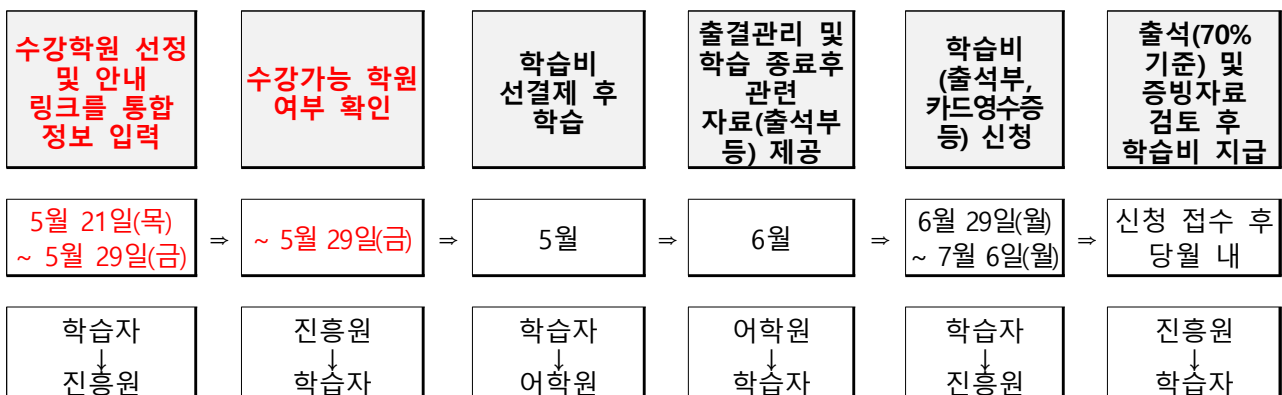 수강학원 선정
및 안내
링크를 통합
정보 입력
수강가능 학원
여부 확인
학습비
선결제 후
학습
출결관리 및
학습 종료후
관련
자료(출석부
등) 제공
학습비
(출석부,
카드영수증
등) 신청
출석(70%
기준) 및
증빙자료
검토 후
학습비 지급
5월 21일(목)
~ 5월 29일(금)
⇒
~ 5월 29일(금)
⇒
5월
⇒
6월
⇒
6월 29일(월)
~ 7월 6일(월)
⇒
신청 접수 후
당월 내
학습자
↓
진흥원
진흥원
↓
학습자
학습자
↓
어학원
어학원
↓
학습자
학습자
↓
진흥원
진흥원
↓
학습자